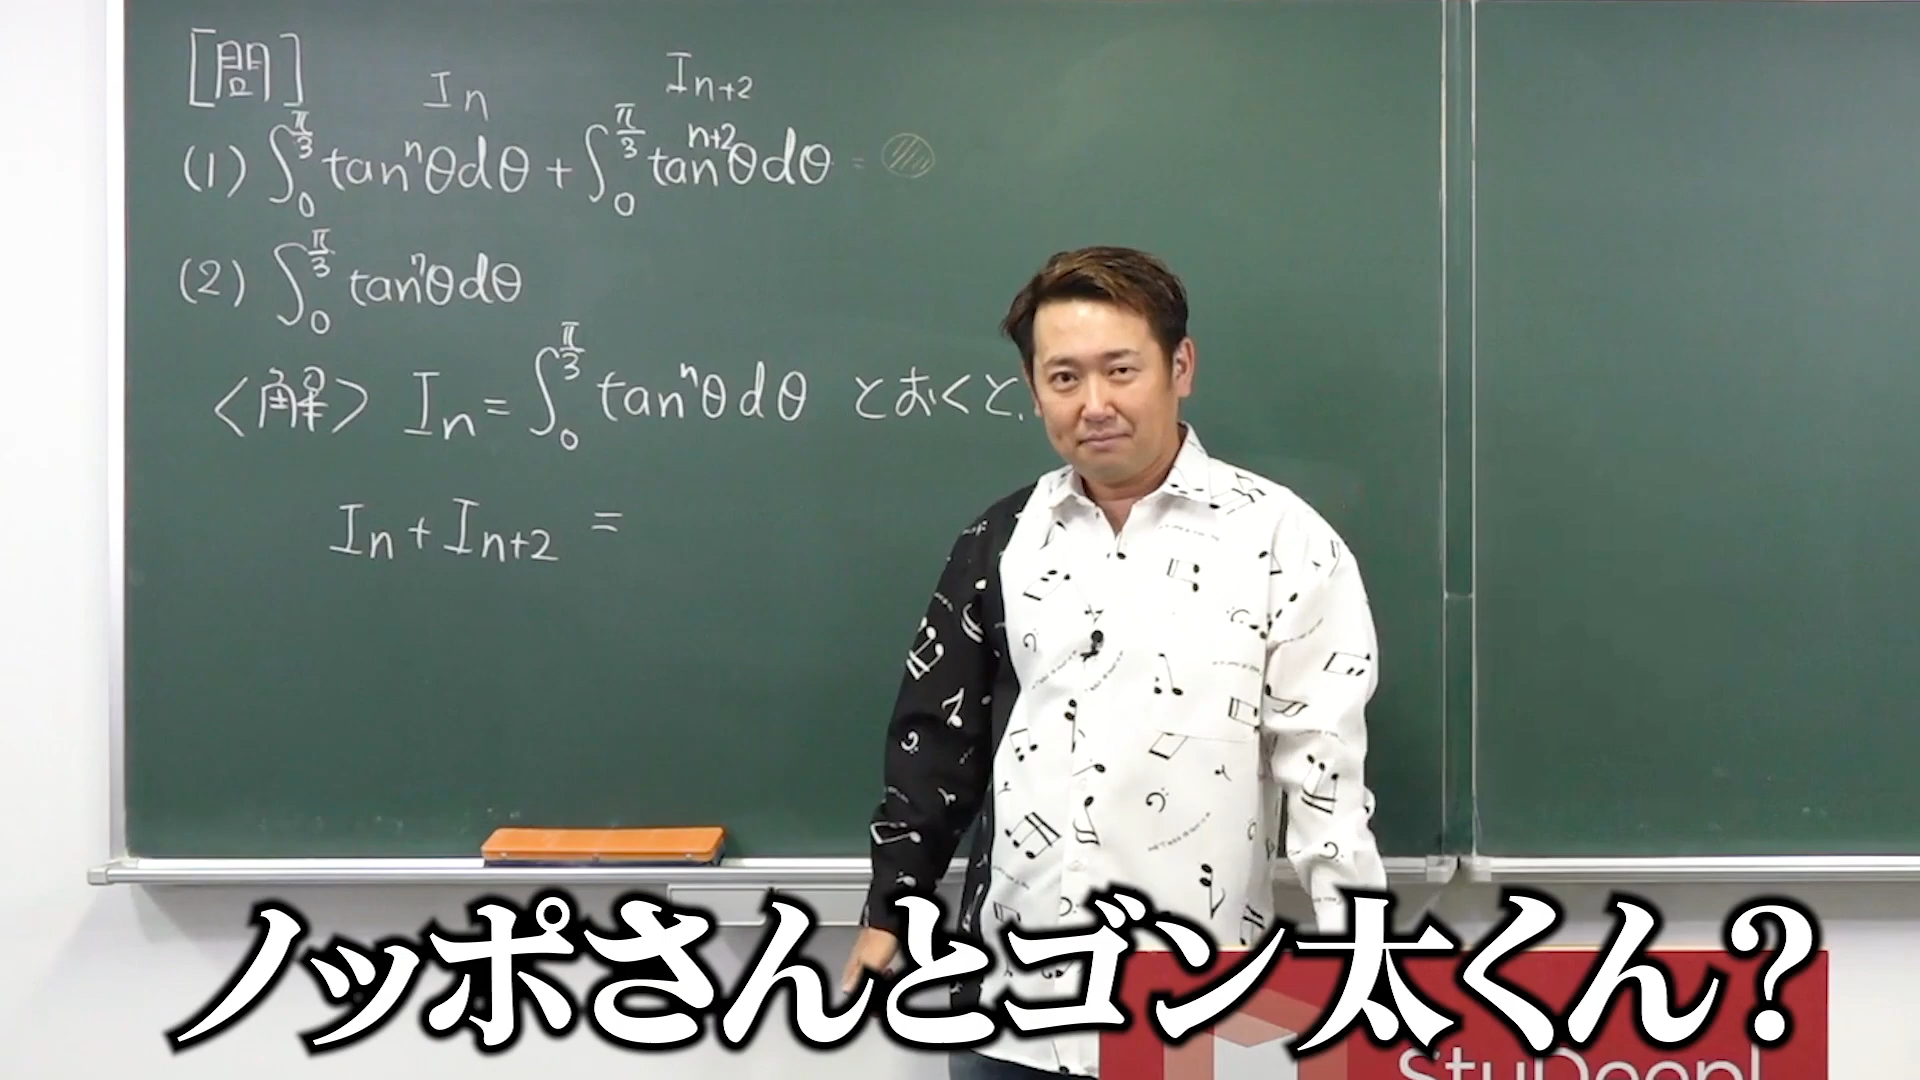 [問]
Iₙ Iₙ₊₂
(1) ∫₀^(π/3) tanⁿθdθ + ∫₀^(π/3) tanⁿ⁺²θdθ =
(2) ∫₀^(π/3) tan⁷θdθ
<解> Iₙ = ∫₀^(π/3) tanⁿθdθ とおくと、
Iₙ + Iₙ₊₂ =
ノッポさんとゴン太くん?